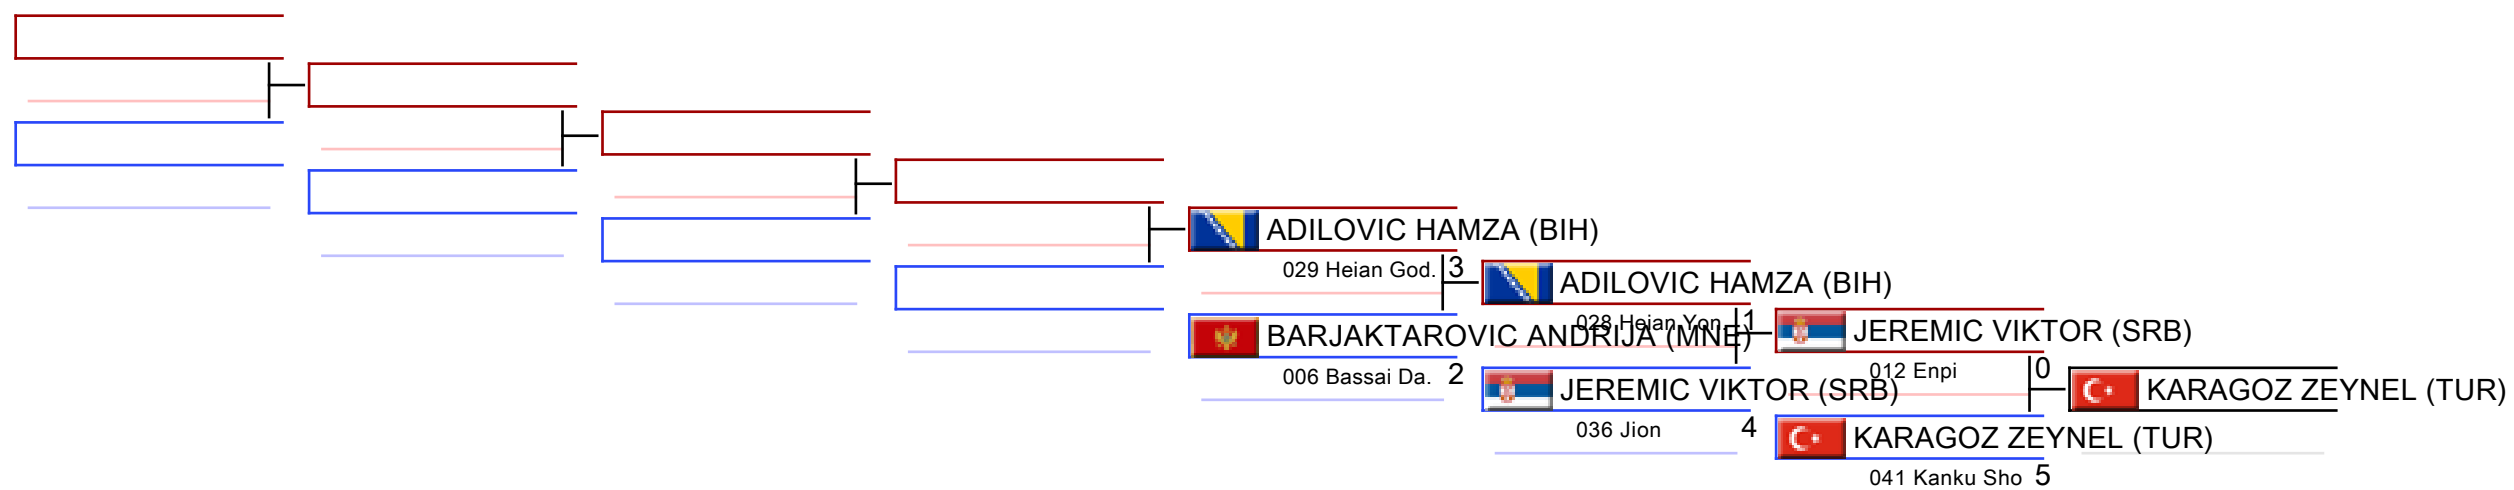 ADILOVIC HAMZA (BIH)
029 Heian God. 3
BARJAKTAROVIC ANDRIJA (MNE)
006 Bassai Da. 2
ADILOVIC HAMZA (BIH)
028 Heian Yon. 1
JEREMIC VIKTOR (SRB)
036 Jion 4
JEREMIC VIKTOR (SRB)
012 Enpi 0
KARAGOZ ZEYNEL (TUR)
041 Kanku Sho 5
KARAGOZ ZEYNEL (TUR)